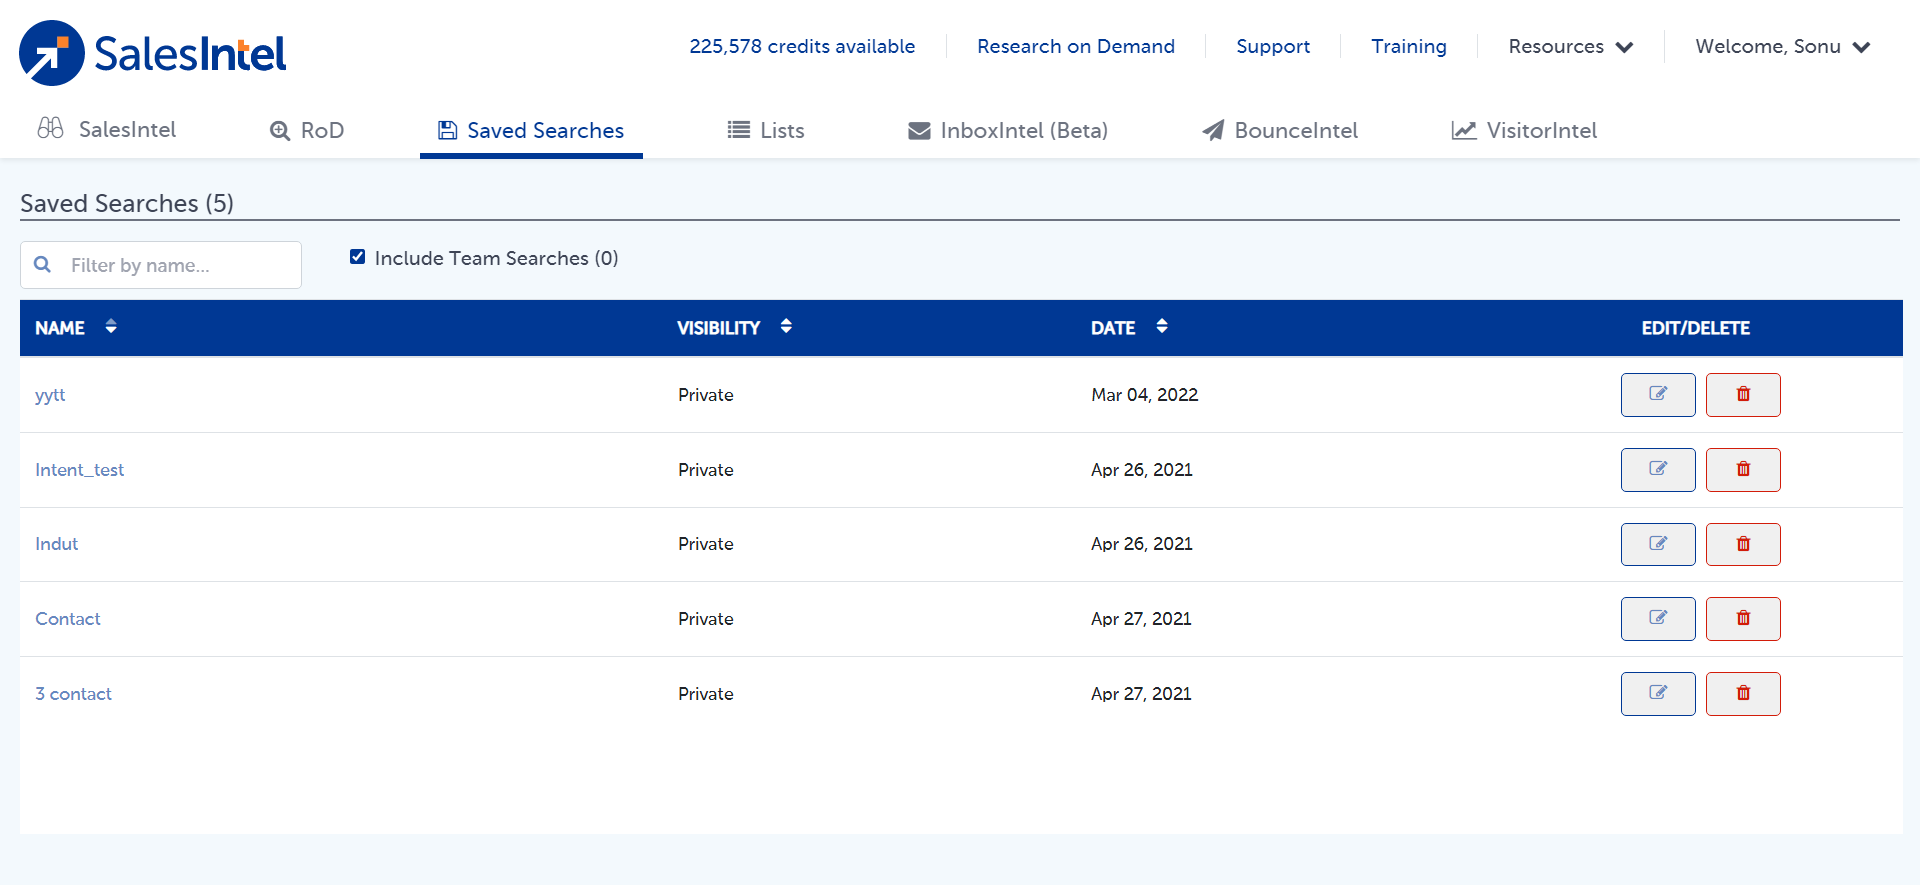 SalesIntel
225,578 credits available
Research on Demand
Support
Training
Resources
Welcome, Sonu
SalesIntel
RoD
Saved Searches
Lists
InboxIntel (Beta)
BounceIntel
VisitorIntel
Saved Searches (5)
Filter by name...
Include Team Searches (0)
NAME VISIBILITY DATE EDIT/DELETE
yytt Private Mar 04, 2022
Intent_test Private Apr 26, 2021
Indut Private Apr 26, 2021
Contact Private Apr 27, 2021
3 contact Private Apr 27, 2021